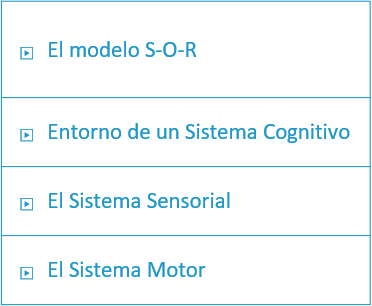 El modelo S-O-R
Entorno de un Sistema Cognitivo
El Sistema Sensorial
El Sistema Motor